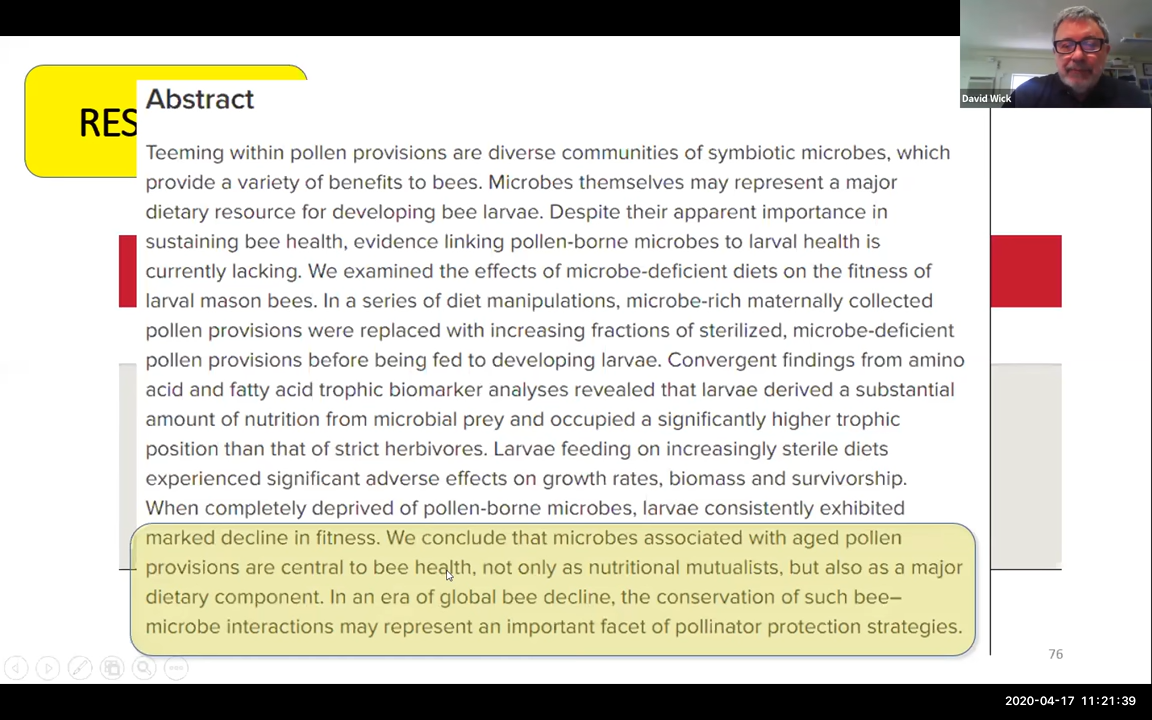 David Wick
RES
Abstract
Teeming within pollen provisions are diverse communities of symbiotic microbes, which
provide a variety of benefits to bees. Microbes themselves may represent a major
dietary resource for developing bee larvae. Despite their apparent importance in
sustaining bee health, evidence linking pollen-borne microbes to larval health is
currently lacking. We examined the effects of microbe-deficient diets on the fitness of
larval mason bees. In a series of diet manipulations, microbe-rich maternally collected
pollen provisions were replaced with increasing fractions of sterilized, microbe-deficient
pollen provisions before being fed to developing larvae. Convergent findings from amino
acid and fatty acid trophic biomarker analyses revealed that larvae derived a substantial
amount of nutrition from microbial prey and occupied a significantly higher trophic
position than that of strict herbivores. Larvae feeding on increasingly sterile diets
experienced significant adverse effects on growth rates, biomass and survivorship.
When completely deprived of pollen-borne microbes, larvae consistently exhibited
marked decline in fitness. We conclude that microbes associated with aged pollen
provisions are central to bee health, not only as nutritional mutualists, but also as a major
dietary component. In an era of global bee decline, the conservation of such bee–
microbe interactions may represent an important facet of pollinator protection strategies.
76
2020-04-17 11:21:39